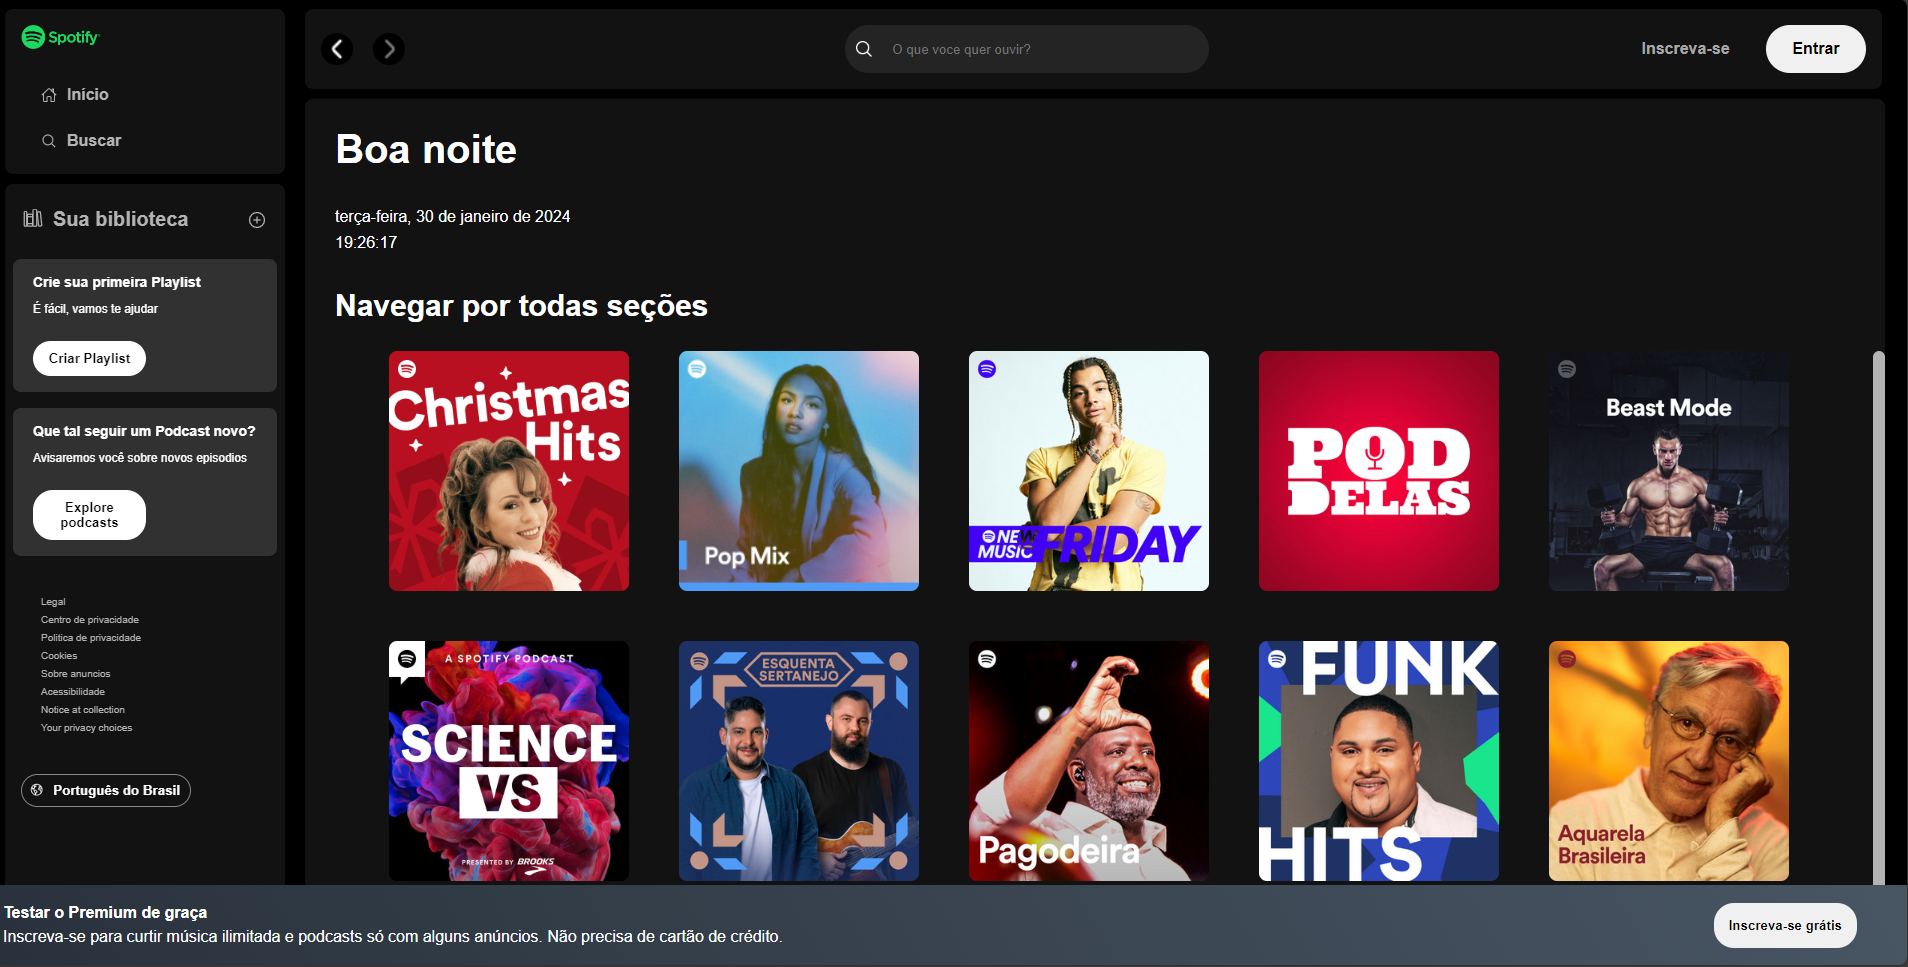 Spotify
Início
Buscar
Sua biblioteca
Crie sua primeira Playlist
É fácil, vamos te ajudar
Criar Playlist
Que tal seguir um Podcast novo?
Avisaremos você sobre novos episodios
Explore
podcasts
Legal
Centro de privacidade
Politica de privacidade
Cookies
Sobre anuncios
Acessibilidade
Notice at collection
Your privacy choices
Português do Brasil
O que voce quer ouvir?
Inscreva-se
Entrar
Boa noite
terça-feira, 30 de janeiro de 2024
19:26:17
Navegar por todas seções
Christmas
Hits
Pop Mix
NEW
MUSIC
FRIDAY
POD
DELAS
Beast Mode
A SPOTIFY PODCAST
SCIENCE
VS
PRESENTED BY BROOKS
ESQUENTA
SERTANEJO
Pagodeira
FUNK
HITS
Aquarela
Brasileira
Testar o Premium de graça
Inscreva-se para curtir música ilimitada e podcasts só com alguns anúncios. Não precisa de cartão de crédito.
Inscreva-se grátis